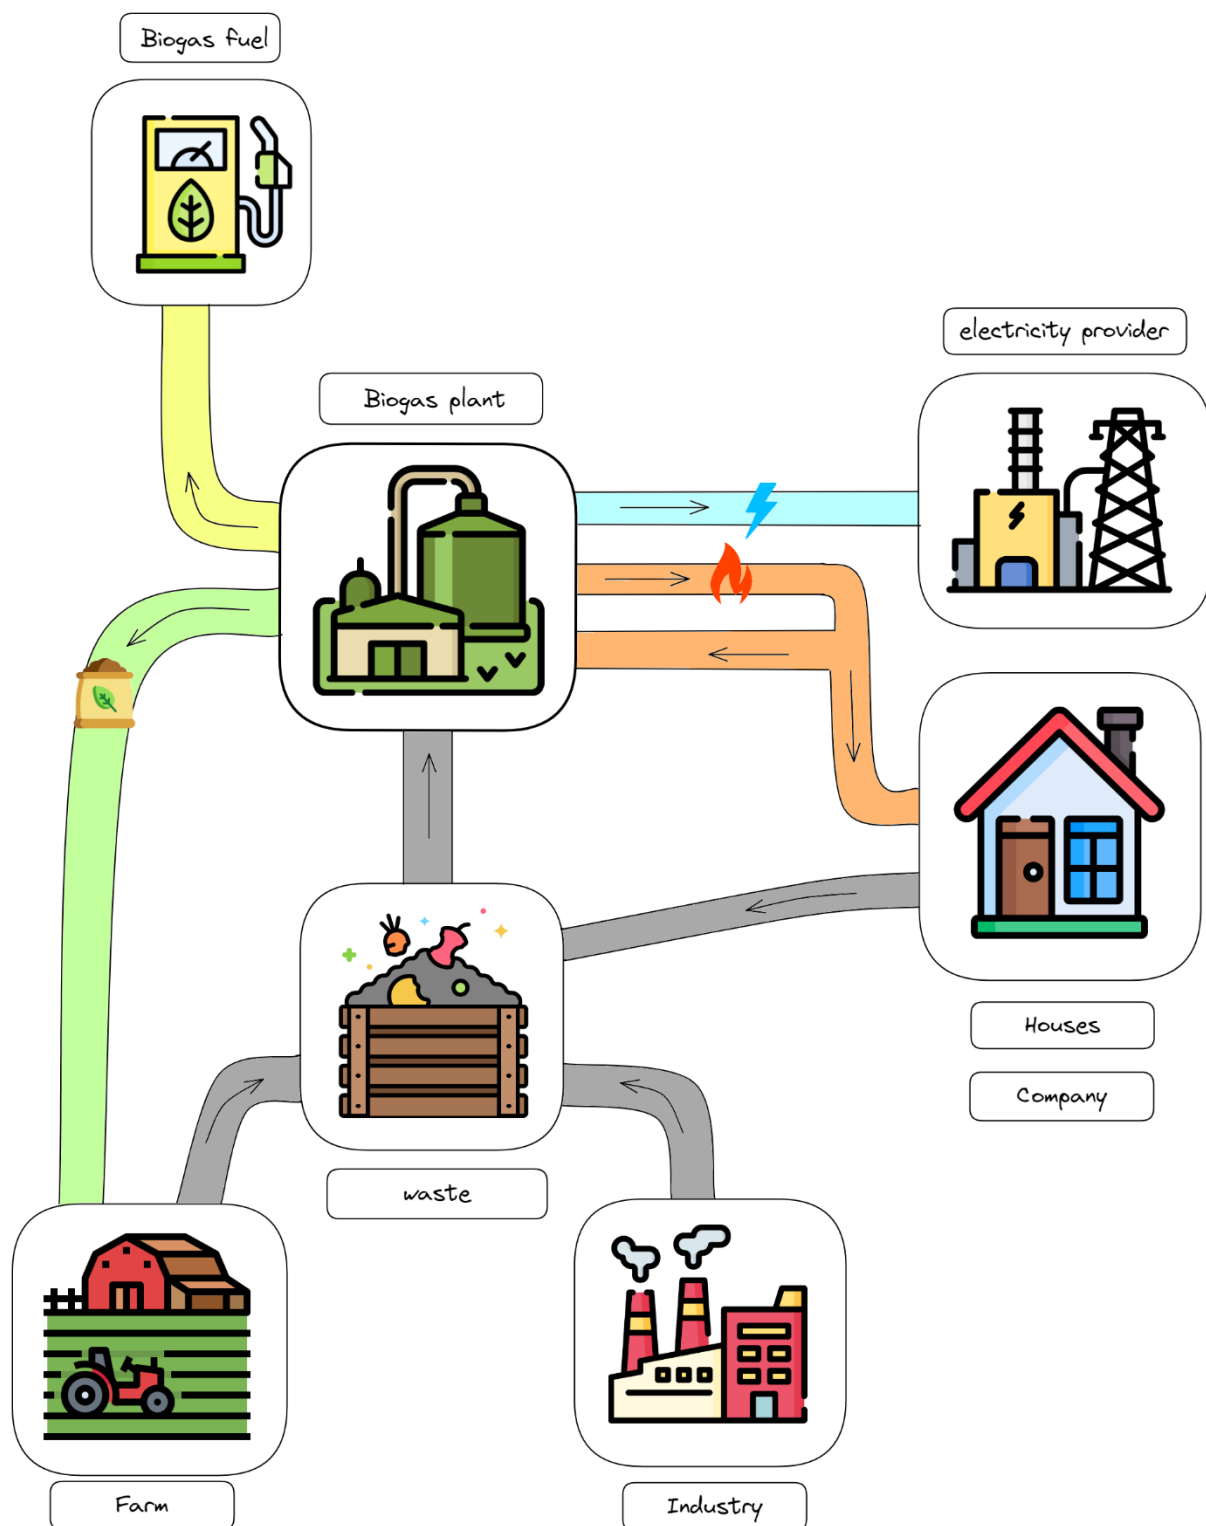 Biogas fuel
electricity provider
Biogas plant
Houses
Company
waste
Farm
Industry